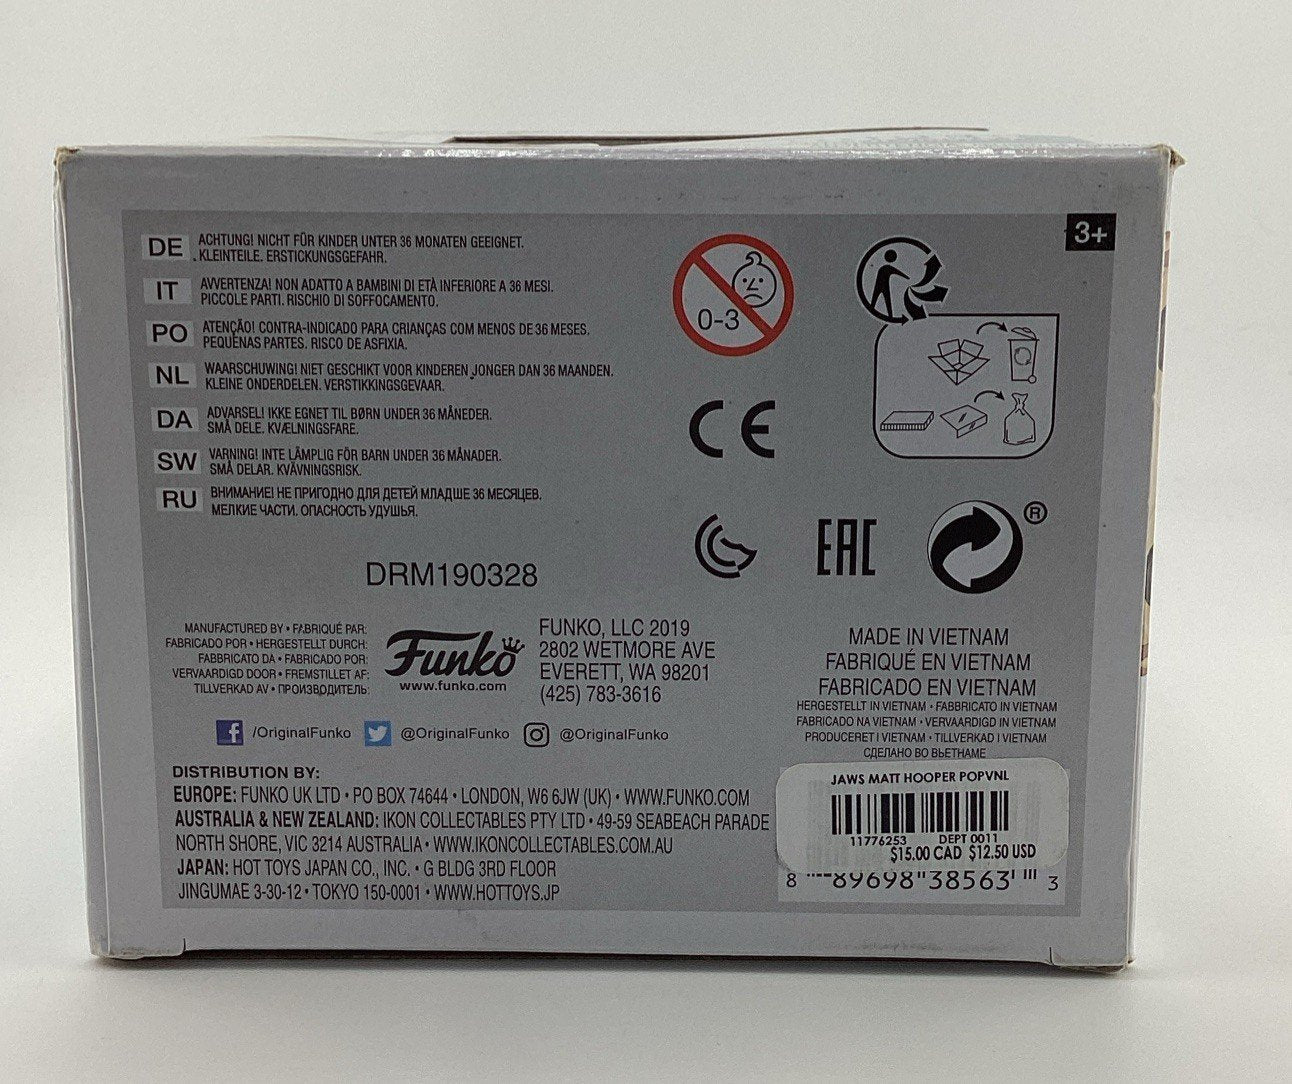 3+
DE ACHTUNG! NICHT FÜR KINDER UNTER 36 MONATEN GEEIGNET.
KLEINTEILE. ERSTICKUNGSGEFAHR.
IT AVVERTENZA! NON ADATTO A BAMBINI DI ETÀ INFERIORE A 36 MESI.
PICCOLE PARTI. RISCHIO DI SOFFOCAMENTO.
PO ATENÇÃO! CONTRA-INDICADO PARA CRIANÇAS COM MENOS DE 36 MESES.
PEQUENAS PARTES. RISCO DE ASFIXIA.
NL WAARSCHUWING! NIET GESCHIKT VOOR KINDEREN JONGER DAN 36 MAANDEN.
KLEINE ONDERDELEN. VERSTIKKINGSGEVAAR.
DA ADVARSEL! IKKE EGNET TIL BØRN UNDER 36 MÅNEDER.
SMÅ DELE. KVÆLNINGSFARE.
SW VARNING! INTE LÄMPLIG FÖR BARN UNDER 36 MÅNADER.
SMÅ DELAR. KVÄVNINGSRISK.
RU ВНИМАНИЕ! НЕ ПРИГОДНО ДЛЯ ДЕТЕЙ МЛАДШЕ 36 МЕСЯЦЕВ.
МЕЛКИЕ ЧАСТИ. ОПАСНОСТЬ УДУШЬЯ.
0-3
CE
EAC
®
DRM190328
MANUFACTURED BY • FABRIQUÉ PAR:
FABRICADO POR • HERGESTELLT DURCH:
FABBRICATO DA • FABRICADO POR:
VERVAARDIGD DOOR • FREMSTILLET AF:
TILLVERKAD AV • ПРОИЗВОДИТЕЛЬ:
Funko
www.funko.com
FUNKO, LLC 2019
2802 WETMORE AVE
EVERETT, WA 98201
(425) 783-3616
/OriginalFunko @OriginalFunko @OriginalFunko
MADE IN VIETNAM
FABRIQUÉ EN VIETNAM
FABRICADO EN VIETNAM
HERGESTELLT IN VIETNAM • FABBRICATO IN VIETNAM
FABRICADO NA VIETNAM • VERVAARDIGD IN VIETNAM
PRODUCERET I VIETNAM • TILLVERKAD I VIETNAM
СДЕЛАНО ВО ВЬЕТНАМЕ
DISTRIBUTION BY:
EUROPE: FUNKO UK LTD • PO BOX 74644 • LONDON, W6 6JW (UK) • WWW.FUNKO.COM
AUSTRALIA & NEW ZEALAND: IKON COLLECTABLES PTY LTD • 49-59 SEABEACH PARADE
NORTH SHORE, VIC 3214 AUSTRALIA • WWW.IKONCOLLECTABLES.COM.AU
JAPAN: HOT TOYS JAPAN CO., INC. • G BLDG 3RD FLOOR
JINGUMAE 3-30-12 • TOKYO 150-0001 • WWW.HOTTOYS.JP
JAWS MATT HOOPER POPVNL
11776253 DEPT 0011
$15.00 CAD $12.50 USD
8 89698 38563 3